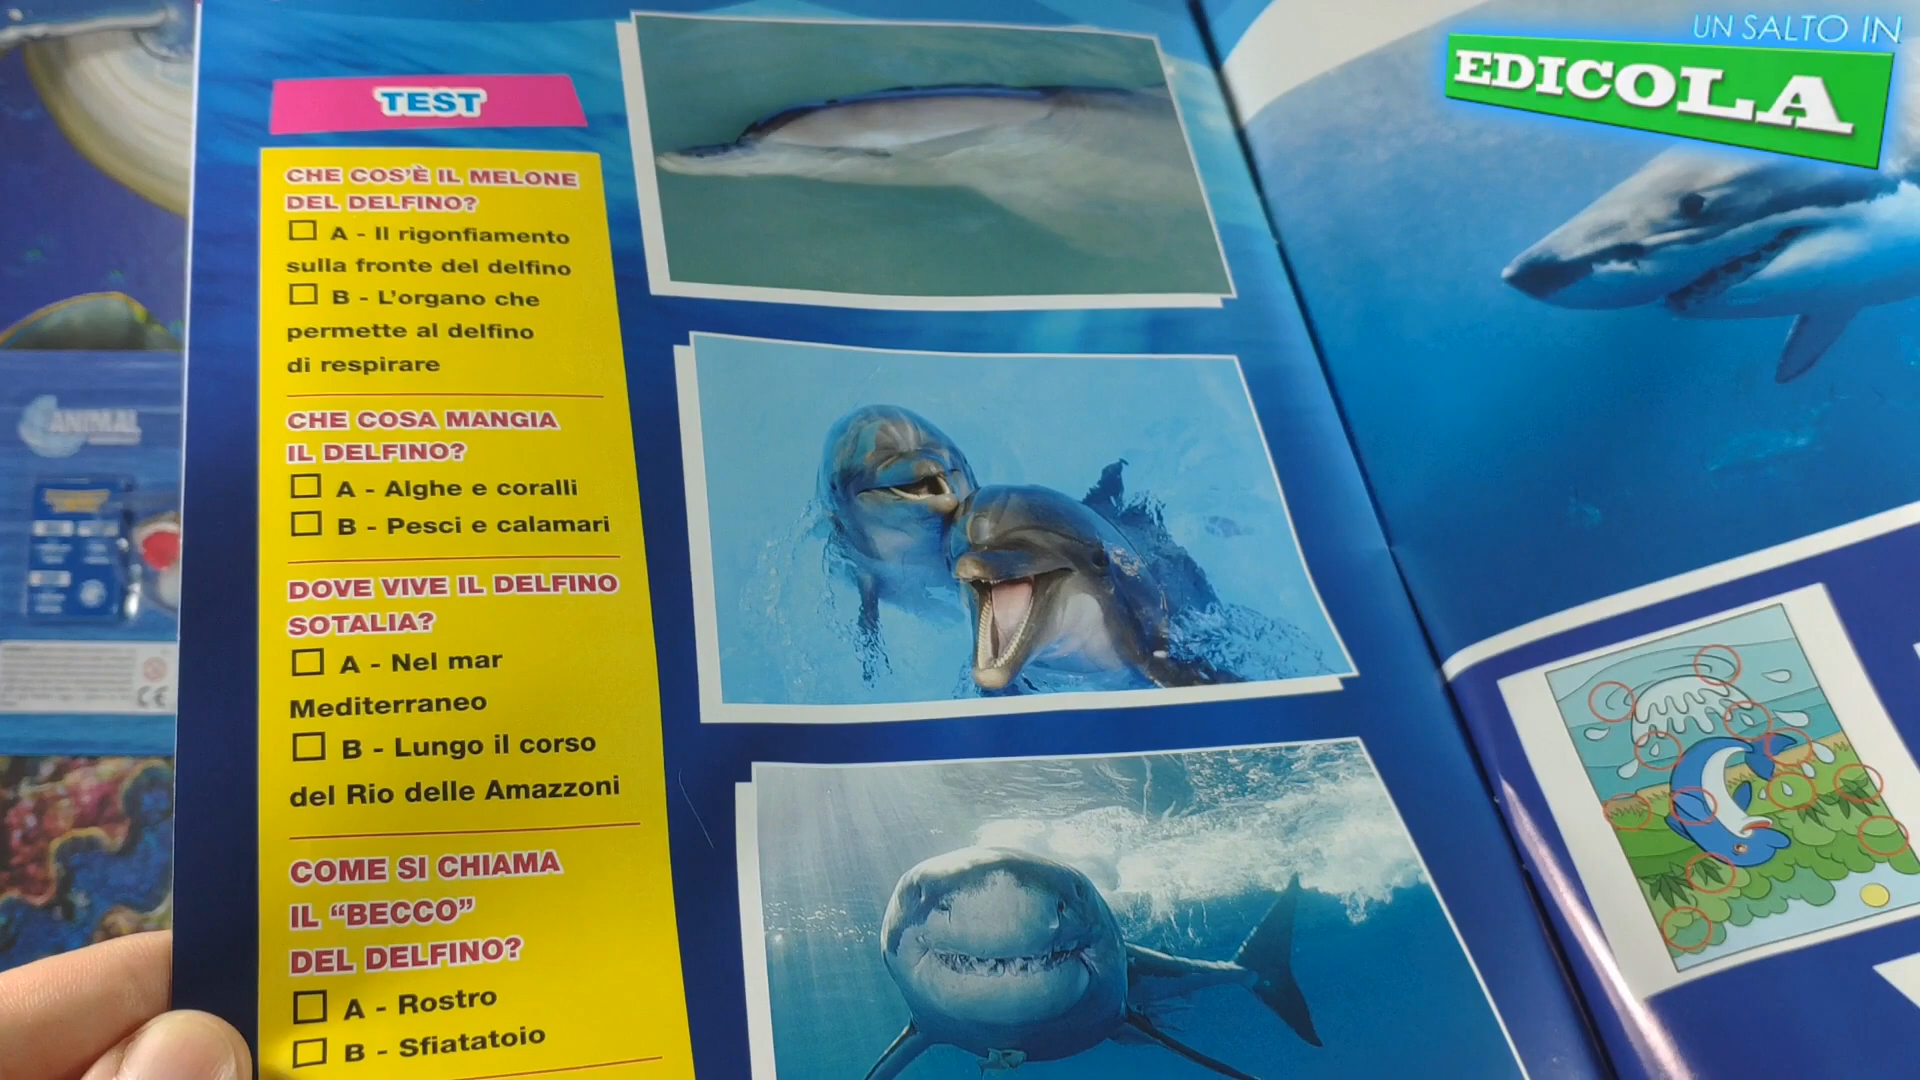 UN SALTO IN
EDICOLA
TEST
CHE COS'È IL MELONE
DEL DELFINO?
A - Il rigonfiamento
sulla fronte del delfino
B - L'organo che
permette al delfino
di respirare
CHE COSA MANGIA
IL DELFINO?
A - Alghe e coralli
B - Pesci e calamari
DOVE VIVE IL DELFINO
SOTALIA?
A - Nel mar
Mediterraneo
B - Lungo il corso
del Rio delle Amazzoni
COME SI CHIAMA
IL “BECCO”
DEL DELFINO?
A - Rostro
B - Sfiatatoio
ANIMAL
CE